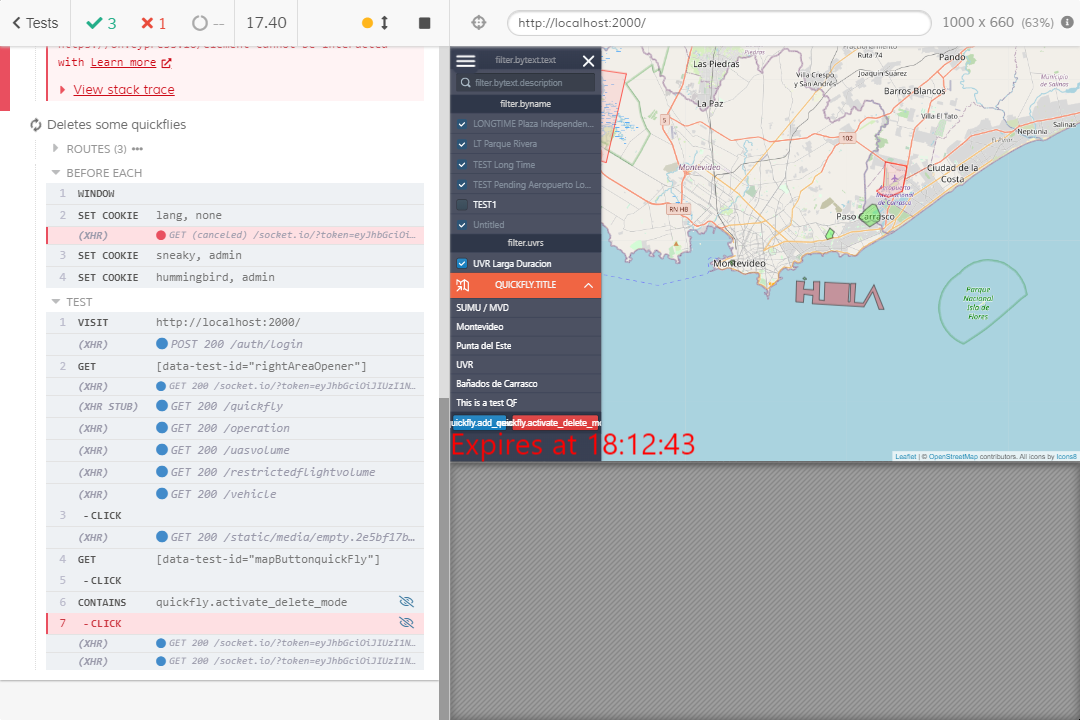 Tests
3
1
--
17.40
http://localhost:2000/
1000 x 660 (63%)
with Learn more
View stack trace
Deletes some quickflies
ROUTES (3)
BEFORE EACH
1 WINDOW
2 SET COOKIE lang, none
(XHR) GET (canceled) /socket.io/?token=eyJhbGciOi…
3 SET COOKIE sneaky, admin
4 SET COOKIE hummingbird, admin
TEST
1 VISIT http://localhost:2000/
(XHR) POST 200 /auth/login
2 GET [data-test-id="rightAreaOpener"]
(XHR) GET 200 /socket.io/?token=eyJhbGciOiJIUzI1N…
(XHR STUB) GET 200 /quickfly
(XHR) GET 200 /operation
(XHR) GET 200 /uasvolume
(XHR) GET 200 /restrictedflightvolume
(XHR) GET 200 /vehicle
3 -CLICK
(XHR) GET 200 /static/media/empty.2e5bf17b…
4 GET [data-test-id="mapButtonquickFly"]
5 -CLICK
6 CONTAINS quickfly.activate_delete_mode
7 -CLICK
(XHR) GET 200 /socket.io/?token=eyJhbGciOiJIUzI1N…
(XHR) GET 200 /socket.io/?token=eyJhbGciOiJIUzI1N…
filter.bytext.text
filter.bytext.description
filter.byname
LONGTIME Plaza Independen...
LT Parque Rivera
TEST Long Time
TEST Pending Aeropuerto Lo...
TEST1
Untitled
filter.uvrs
UVR Larga Duracion
QUICKFLY.TITLE
SUMU / MVD
Montevideo
Punta del Este
UVR
Bañados de Carrasco
This is a test QF
quickfly.activate_delete_mo
Expires at 18:12:43
Las Piedras
Ruta 74
Pando
Villa Crespo
y San Andrés
Joaquín Suárez
Barros Blancos
Municipio
de Salinas
La Paz
5
Villa El Tato
Salinas
Neptunia
102
Montevideo
Ciudad de
la Costa
Aeropuerto
Internacional
de Carrasco
RN H8
Paso Carrasco
Montevideo
Parque
Nacional
Isla de
Flores
Leaflet | © OpenStreetMap contributors. All icons by Icons8